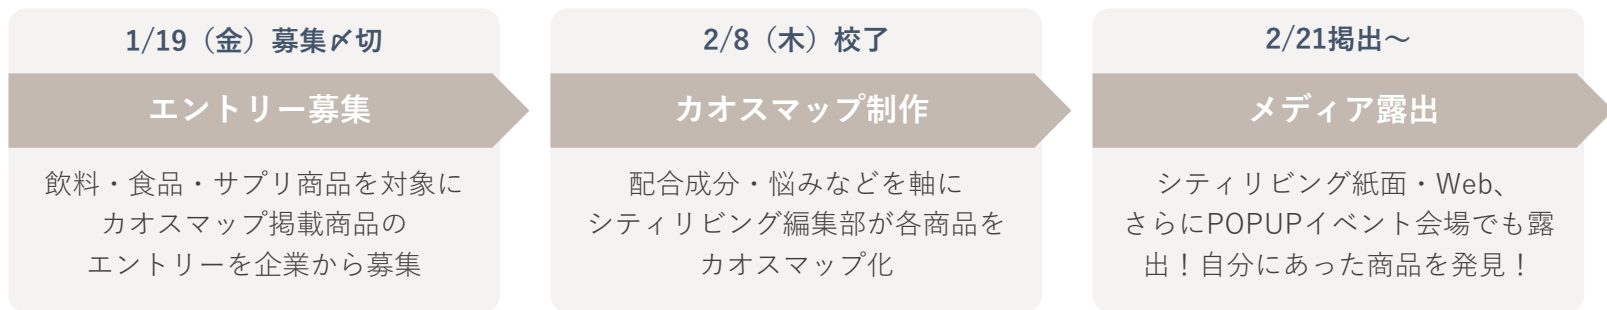 1/19（金）募集〆切
エントリー募集
飲料・食品・サプリ商品を対象に
カオスマップ掲載商品の
エントリーを企業から募集
2/8（木）校了
カオスマップ制作
配合成分・悩みなどを軸に
シティリビング編集部が各商品を
カオスマップ化
2/21掲出～
メディア露出
シティリビング紙面・Web、
さらにPOPUPイベント会場でも露
出！自分にあった商品を発見！